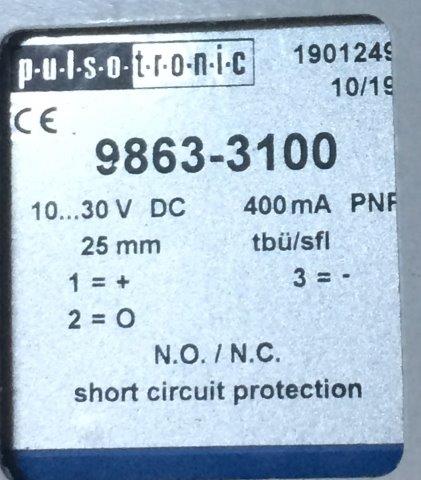 p·u·l·s·o·t·r·o·n·i·c
1901249
10/19
CE
9863-3100
10...30 V DC 400 mA PNP
25 mm tbü/sfl
1 = + 3 = -
2 = O
N.O. / N.C.
short circuit protection